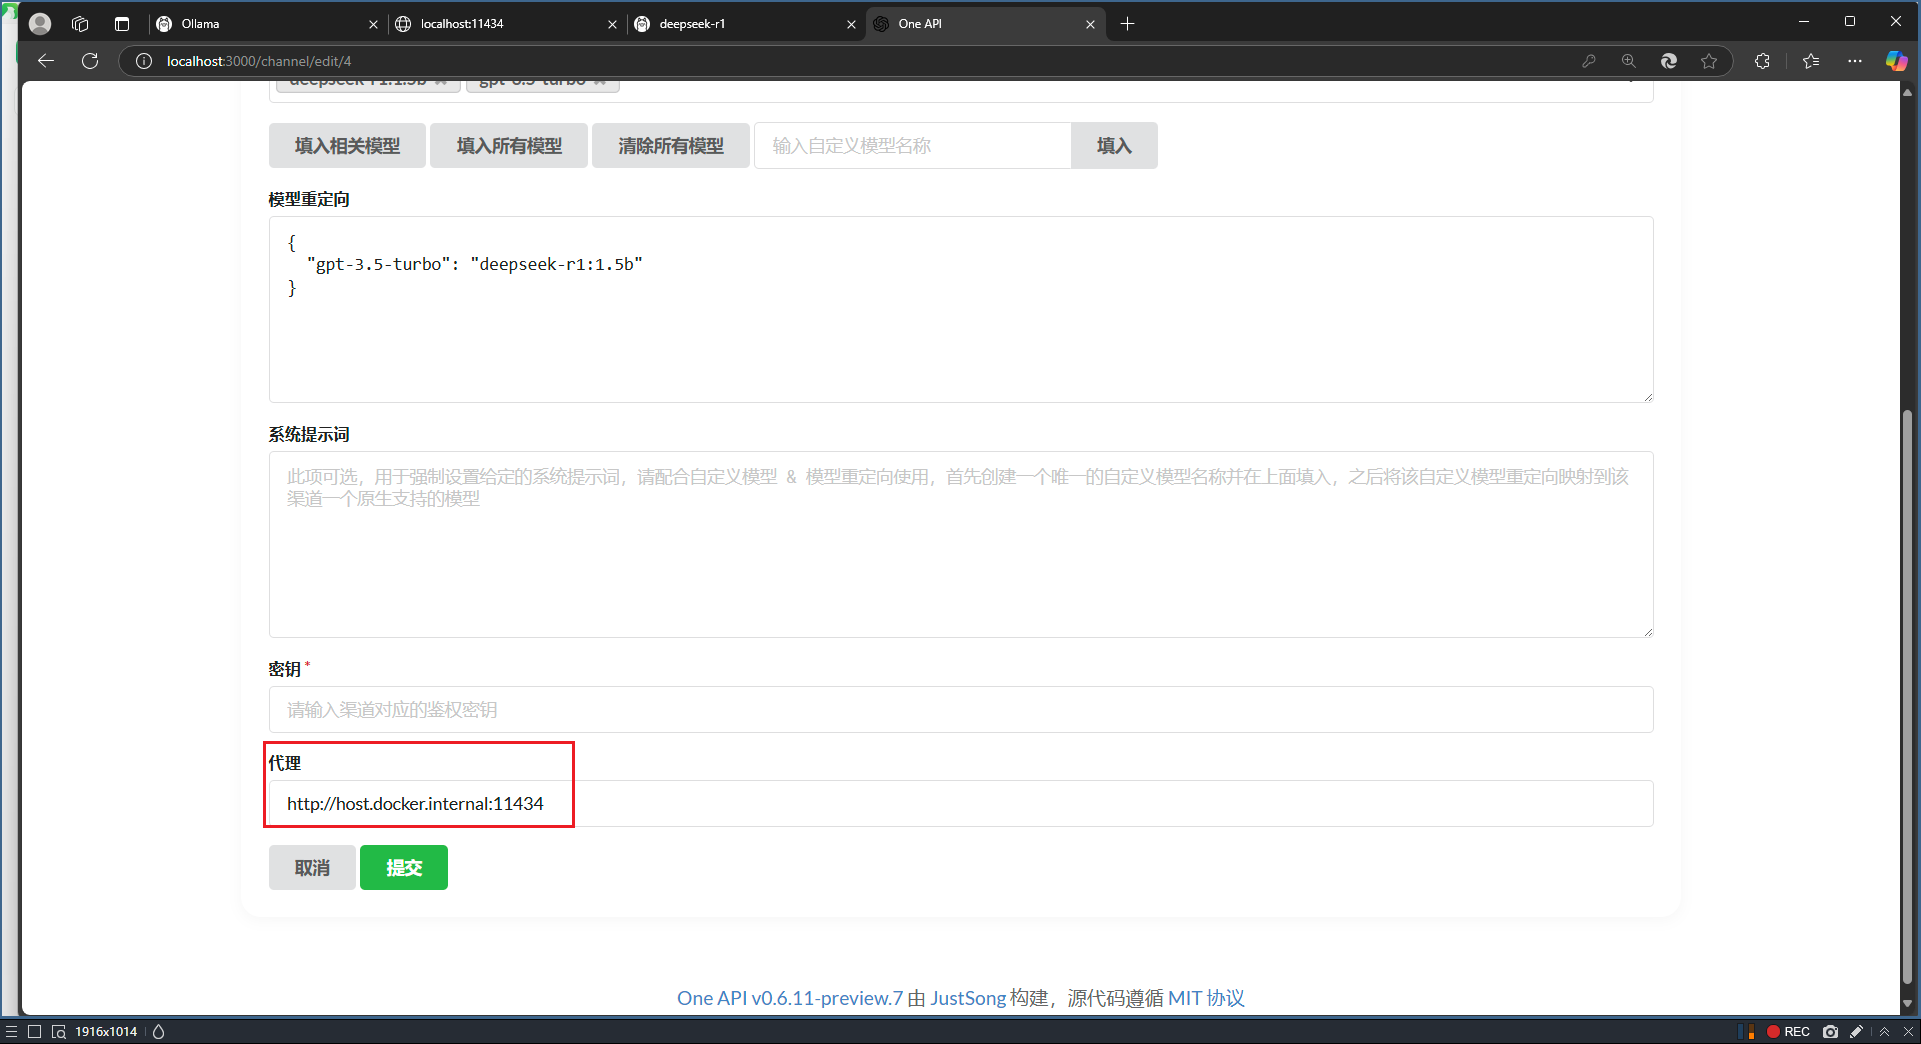 Ollama
localhost:11434
deepseek-r1
One API
localhost:3000/channel/edit/4
deepseek-r1:1.5b gpt-3.5-turbo
填入相关模型 填入所有模型 清除所有模型 输入自定义模型名称 填入
模型重定向
{
"gpt-3.5-turbo": "deepseek-r1:1.5b"
}
系统提示词
此项可选，用于强制设置给定的系统提示词，请配合自定义模型 & 模型重定向使用，首先创建一个唯一的自定义模型名称并在上面填入，之后将该自定义模型重定向映射到该
渠道一个原生支持的模型
密钥*
请输入渠道对应的鉴权密钥
代理
http://host.docker.internal:11434
取消 提交
One API v0.6.11-preview.7 由 JustSong 构建，源代码遵循 MIT 协议
1916x1014
REC